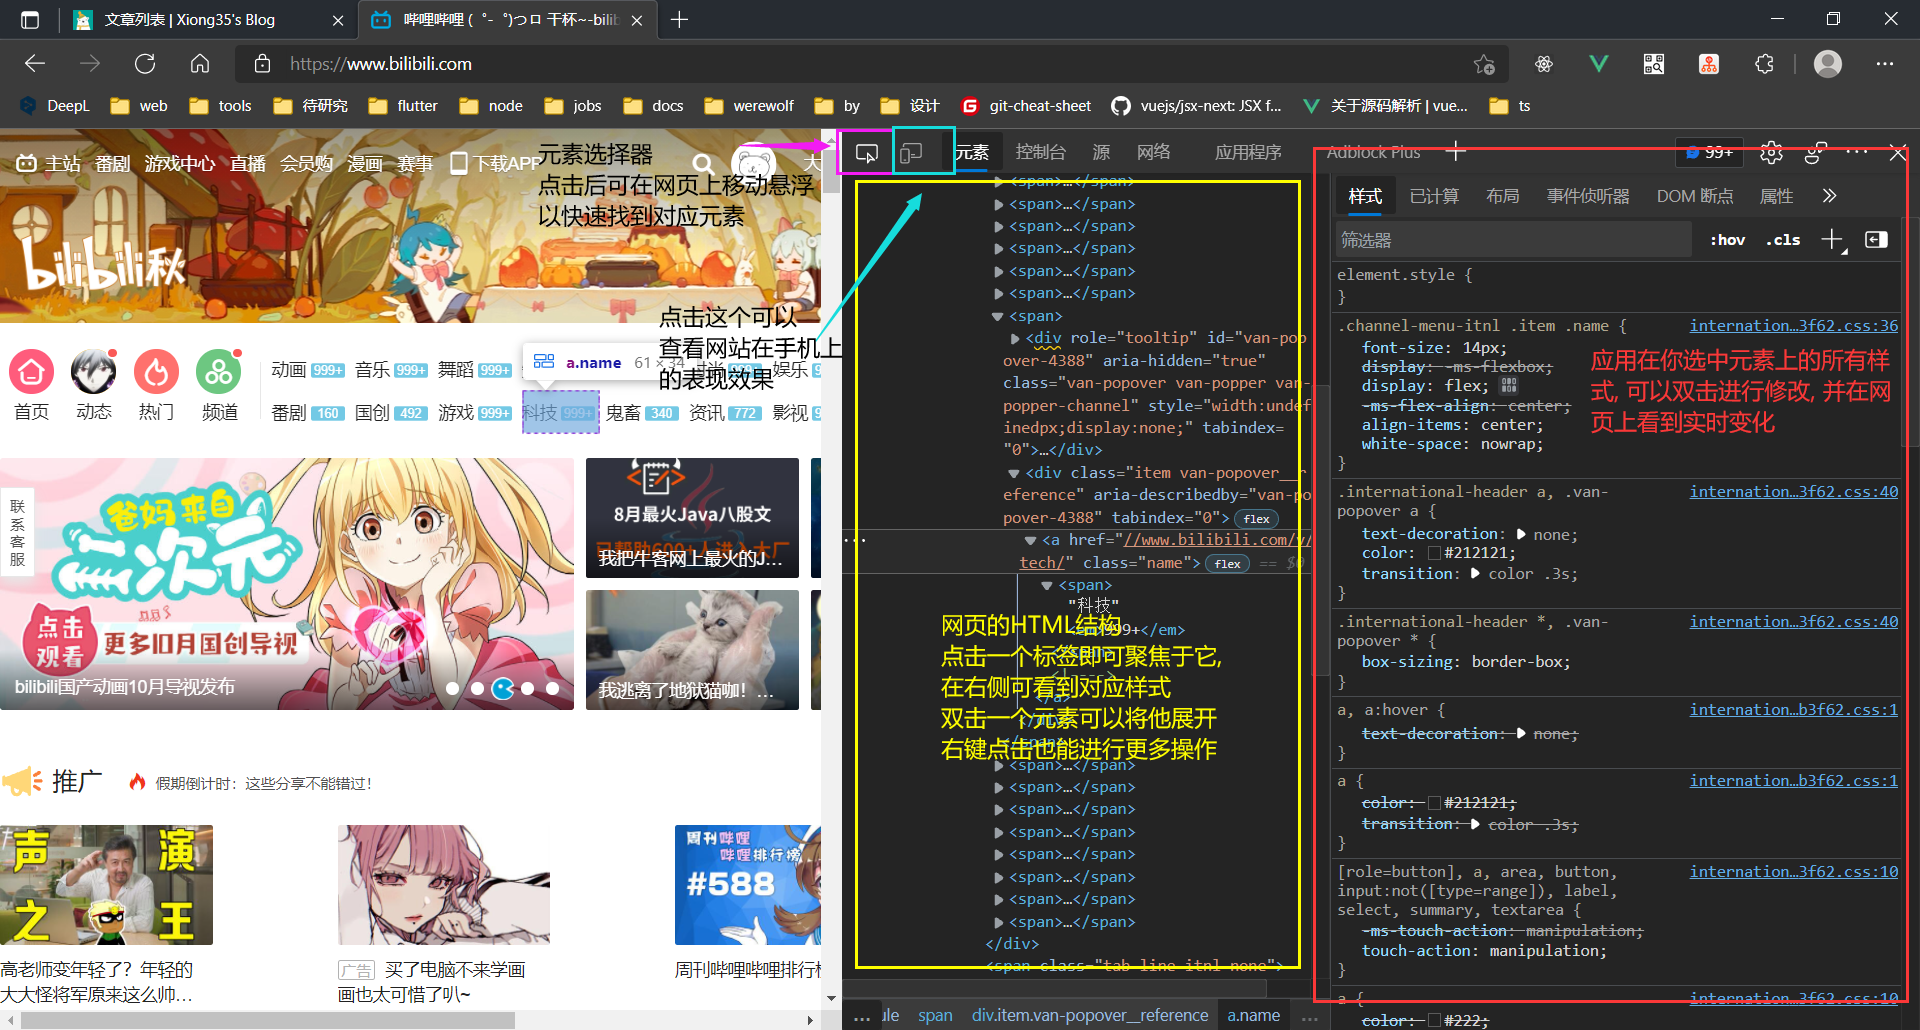 文章列表 | Xiong35's Blog
哔哩哔哩 (゜-゜)つロ 干杯~-bilib
https://www.bilibili.com
DeepL web tools 待研究 flutter node jobs docs werewolf by 设计 git-cheat-sheet vuejs/jsx-next: JSX f... 关于源码解析 | vue... ts
主站 番剧 游戏中心 直播 会员购 漫画 赛事 下载APP 大
元素选择器
点击后可在网页上移动悬浮
以快速找到对应元素
bilibili秋
点击这个可以
查看网站在手机上
的表现效果
a.name 61 × 34
首页 动态 热门 频道
动画 999+ 音乐 999+ 舞蹈 999+ 娱乐
番剧 160 国创 492 游戏 999+ 科技 999+ 鬼畜 340 资讯 772 影视
联系客服
爸妈来自
二次元
点击观看
更多10月国创导视
bilibili国产动画10月导视发布
8月最火Java八股文
我把牛客网上最火的J...
我逃离了地狱猫咖! ...
推广
假期倒计时：这些分享不能错过!
声 演
之 王
周刊哔哩
哔哩排行榜
#588
高老师变年轻了？年轻的
大大怪将军原来这么帅...
广告 买了电脑不来学画
画也太可惜了叭~
周刊哔哩哔哩排行榜
元素 控制台 源 网络 应用程序 Adblock Plus 99+
<span>…</span>
<span>…</span>
<span>…</span>
<span>…</span>
<span>…</span>
<span>…</span>
<span>
<div role="tooltip" id="van-pop
over-4388" aria-hidden="true"
class="van-popover van-popper van-
popper-channel" style="width:undef
inedpx;display:none;" tabindex=
"0">…</div>
<div class="item van-popover__r
eference" aria-describedby="van-po
pover-4388" tabindex="0"> flex
<a href="//www.bilibili.com/v/
tech/" class="name"> flex == $0
<span>
"科技"
999+</em>
网页的HTML结构
点击一个标签即可聚焦于它,
在右侧可看到对应样式
双击一个元素可以将他展开
右键点击也能进行更多操作
<span>…</span>
<span>…</span>
<span>…</span>
<span>…</span>
<span>…</span>
<span>…</span>
<span>…</span>
<span>…</span>
</div>
<span class="tab-line-itnl none">
... ule span div.item.van-popover__reference a.name ...
样式 已计算 布局 事件侦听器 DOM 断点 属性
筛选器 :hov .cls
element.style {
}
.channel-menu-itnl .item .name { internation…3f62.css:36
font-size: 14px;
display: -ms-flexbox;
display: flex;
-ms-flex-align: center;
align-items: center;
white-space: nowrap;
}
应用在你选中元素上的所有样
式, 可以双击进行修改, 并在网
页上看到实时变化
.international-header a, .van- internation…3f62.css:40
popover a {
text-decoration: none;
color: #212121;
transition: color .3s;
}
.international-header *, .van- internation…3f62.css:40
popover * {
box-sizing: border-box;
}
a, a:hover { internation…b3f62.css:1
text-decoration: none;
}
a { internation…b3f62.css:1
color: #212121;
transition: color .3s;
}
[role=button], a, area, button, internation…3f62.css:10
input:not([type=range]), label,
select, summary, textarea {
-ms-touch-action: manipulation;
touch-action: manipulation;
}
a { internation…3f62.css:10
color: #222;